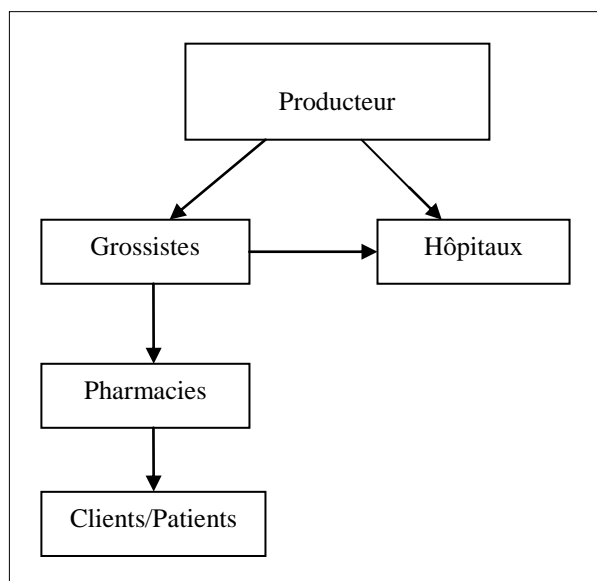 Producteur
Grossistes
Hôpitaux
Pharmacies
Clients/Patients